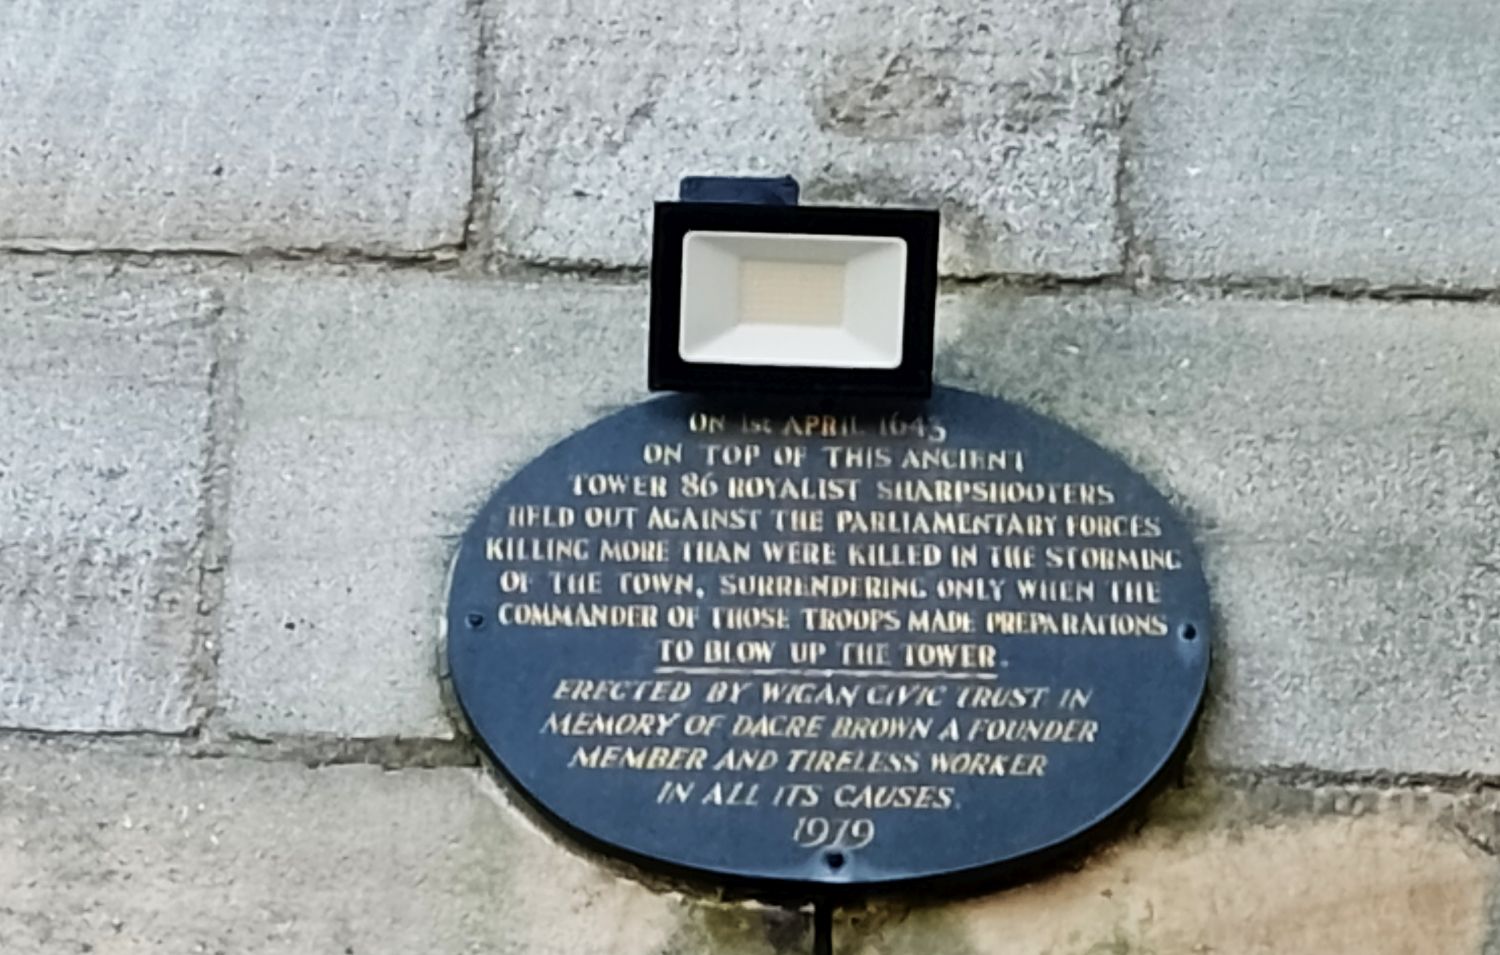 ON 1st APRIL 1643
ON TOP OF THIS ANCIENT
TOWER 86 ROYALIST SHARPSHOOTERS
HELD OUT AGAINST THE PARLIAMENTARY FORCES
KILLING MORE THAN WERE KILLED IN THE STORMING
OF THE TOWN, SURRENDERING ONLY WHEN THE
COMMANDER OF THOSE TROOPS MADE PREPARATIONS
TO BLOW UP THE TOWER.
ERECTED BY WIGAN CIVIC TRUST IN
MEMORY OF DACRE BROWN A FOUNDER
MEMBER AND TIRELESS WORKER
IN ALL ITS CAUSES.
1979